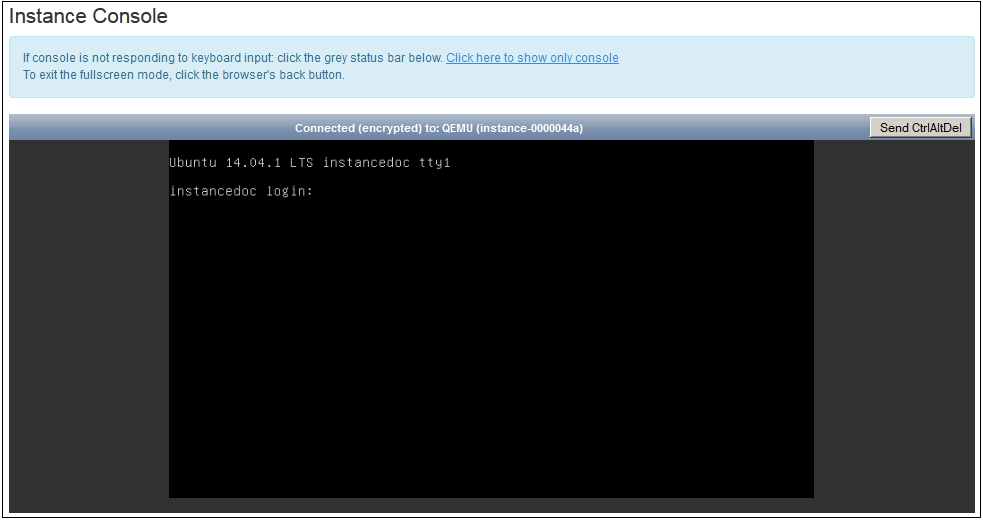 Instance Console
If console is not responding to keyboard input: click the grey status bar below. Click here to show only console
To exit the fullscreen mode, click the browser's back button.
Connected (encrypted) to: QEMU (instance-0000044a)
Send CtrlAltDel
Ubuntu 14.04.1 LTS instancedoc tty1
instancedoc login: